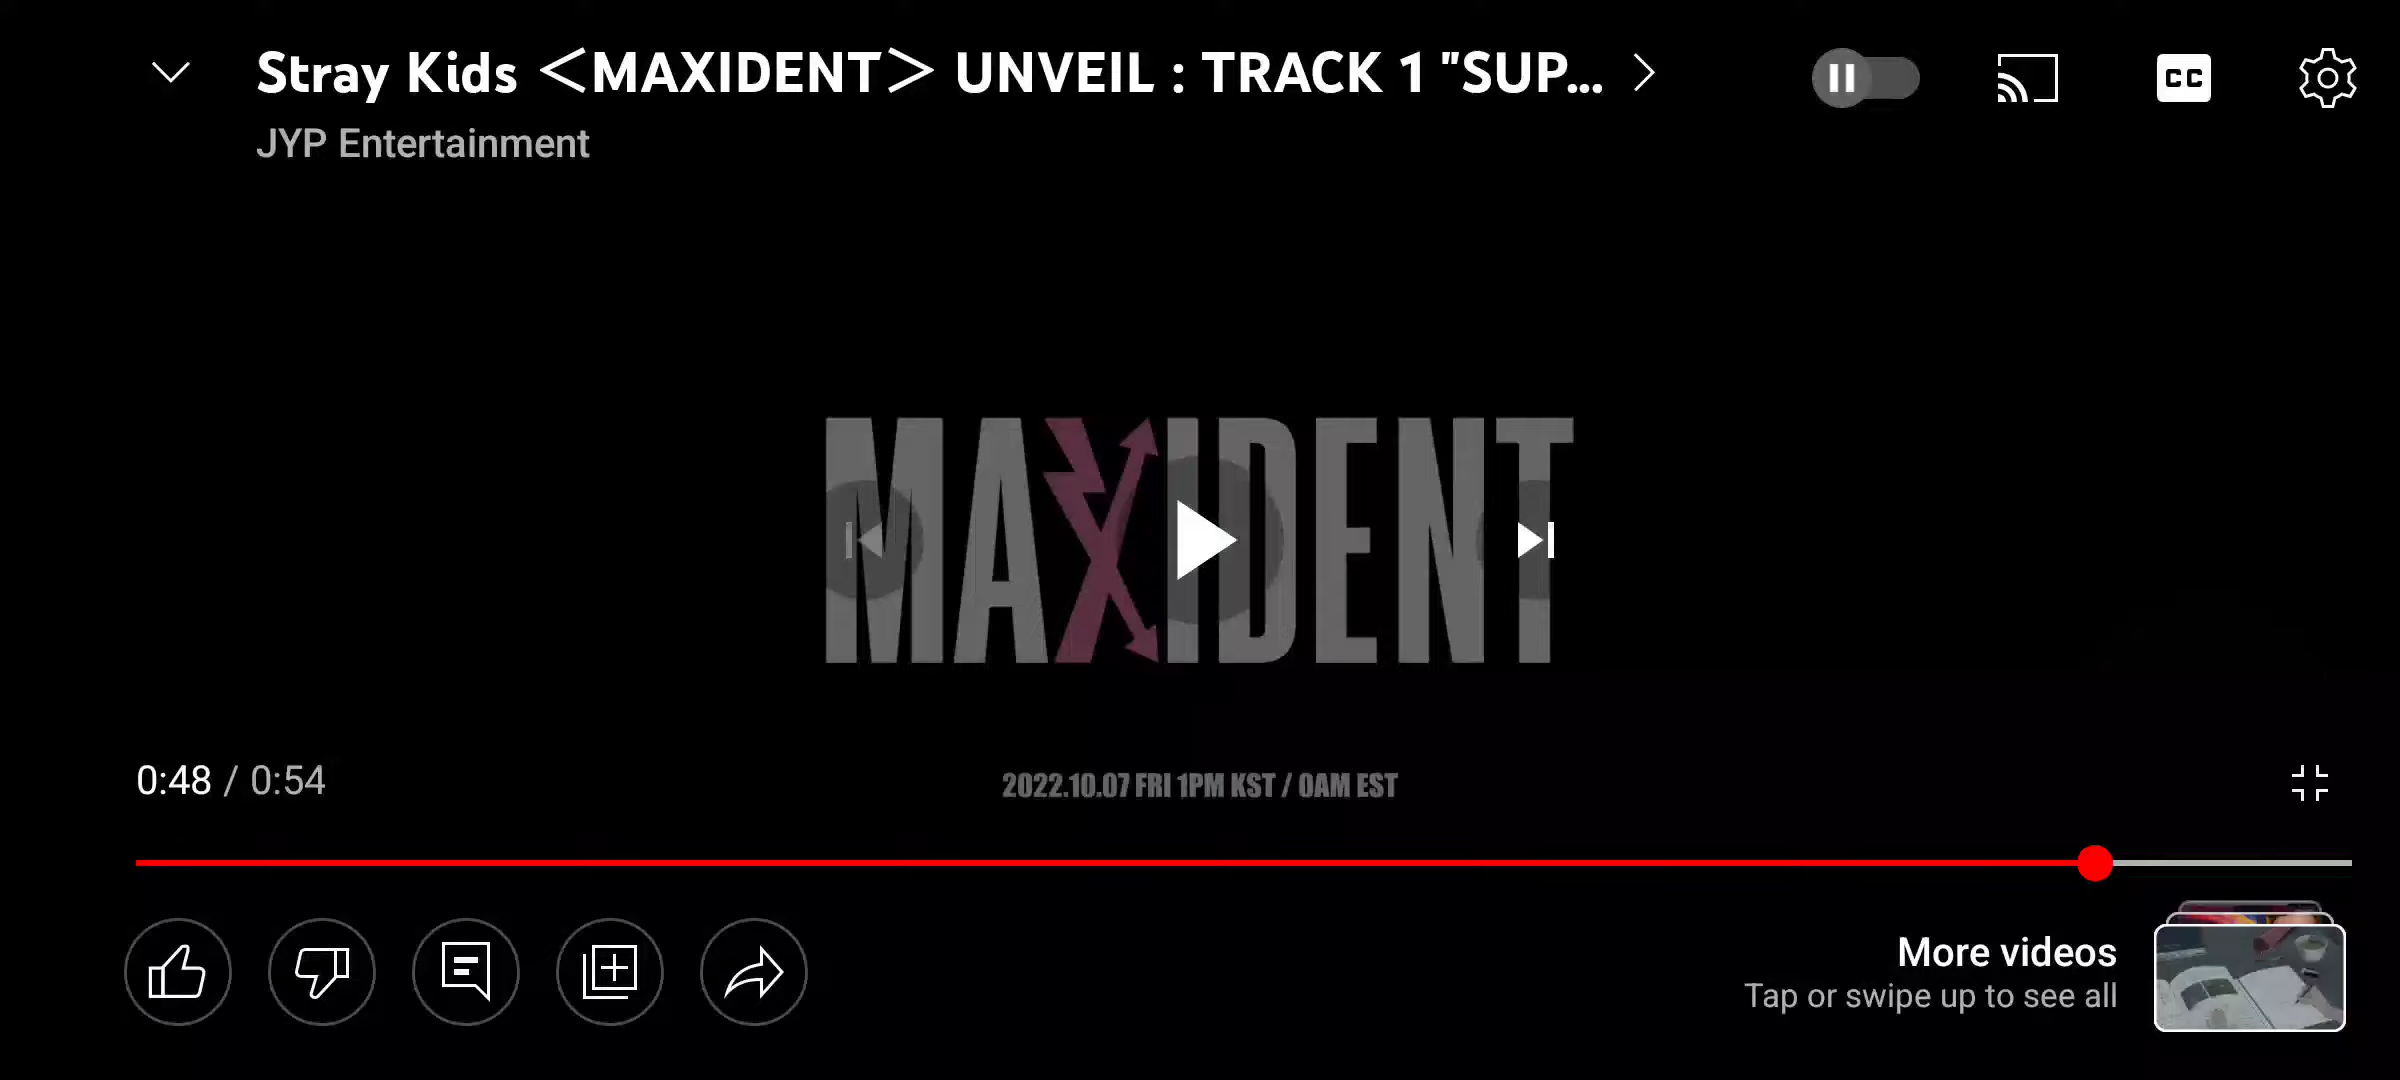 Stray Kids <MAXIDENT> UNVEIL : TRACK 1 "SUP...
JYP Entertainment
CC
MAXIDENT
0:48 / 0:54
2022.10.07 FRI 1PM KST / 0AM EST
More videos
Tap or swipe up to see all